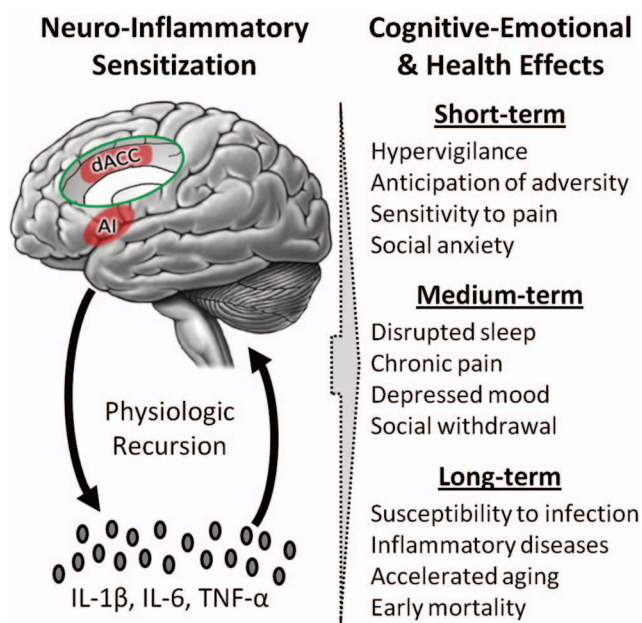 Neuro-Inflammatory
Sensitization
dACC
AI
Physiologic
Recursion
IL-1β, IL-6, TNF-α
Cognitive-Emotional
& Health Effects
Short-term
Hypervigilance
Anticipation of adversity
Sensitivity to pain
Social anxiety
Medium-term
Disrupted sleep
Chronic pain
Depressed mood
Social withdrawal
Long-term
Susceptibility to infection
Inflammatory diseases
Accelerated aging
Early mortality